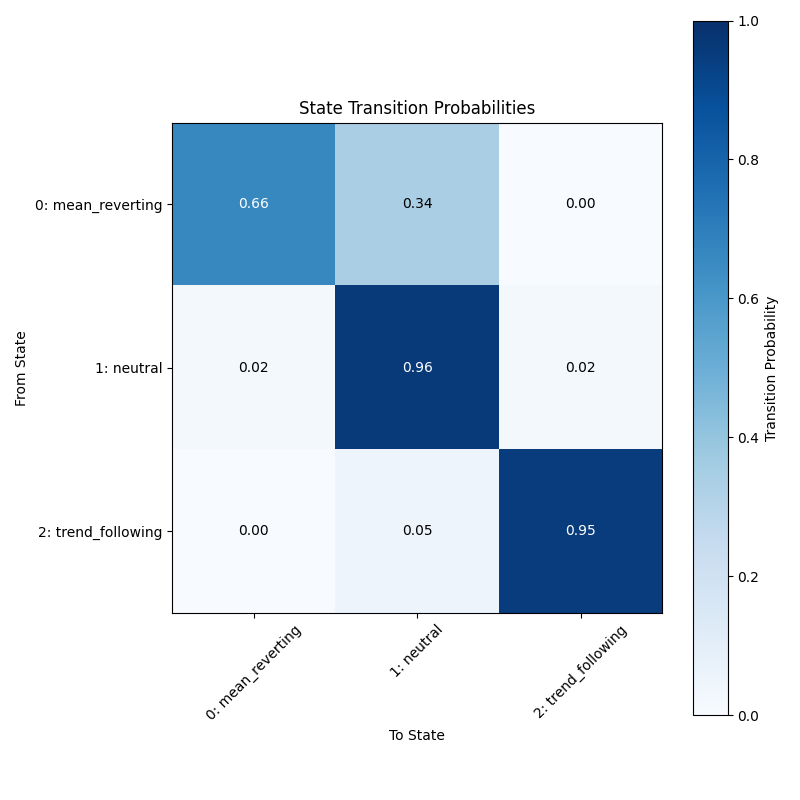 State Transition Probabilities
1.0
0.8
0.6
0.4
0.2
0.0
Transition Probability
From State
0: mean_reverting
0.66
0.34
0.00
1: neutral
0.02
0.96
0.02
2: trend_following
0.00
0.05
0.95
0: mean_reverting
1: neutral
2: trend_following
To State